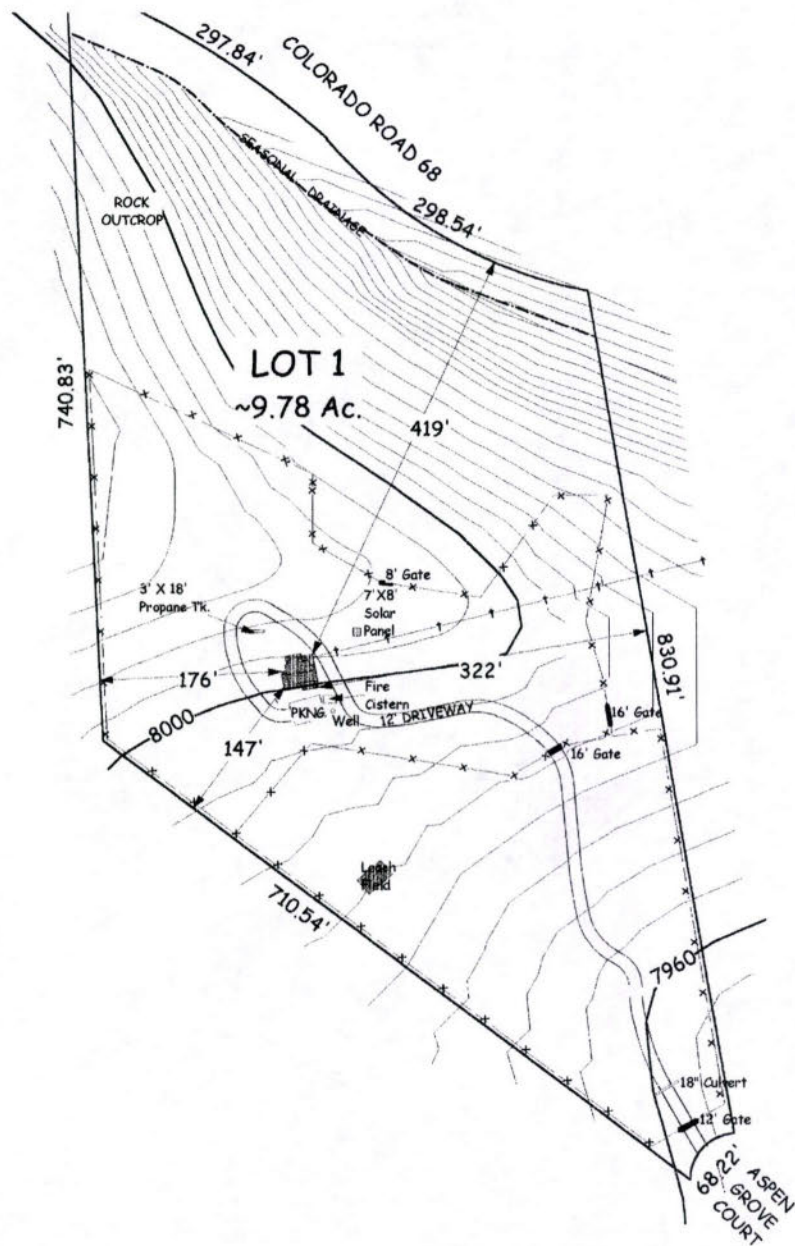 297.84'
COLORADO ROAD 68
SEASONAL DRAINAGE
298.54'
ROCK
OUTCROP
LOT 1
~9.78 Ac.
740.83'
419'
8' Gate
3' X 18'
Propane Tk.
7'X8'
Solar
Panel
176'
322'
830.91'
Fire
Cistern
PKNG.
Well
12' DRIVEWAY
16' Gate
16' Gate
8000
147'
Leach
Field
710.54'
7960
18" Culvert
12' Gate
68.22'
ASPEN
GROVE
COURT